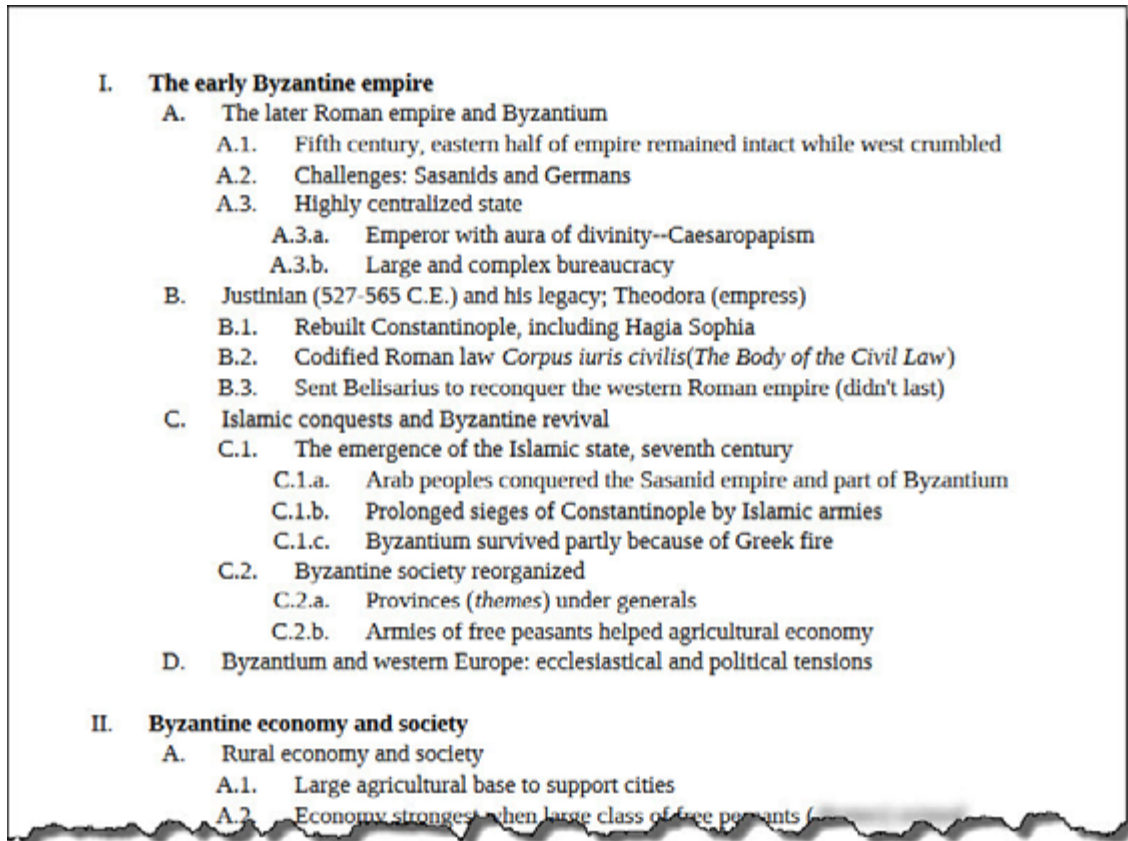 I. The early Byzantine empire
A. The later Roman empire and Byzantium
A.1. Fifth century, eastern half of empire remained intact while west crumbled
A.2. Challenges: Sasanids and Germans
A.3. Highly centralized state
A.3.a. Emperor with aura of divinity--Caesaropapism
A.3.b. Large and complex bureaucracy
B. Justinian (527-565 C.E.) and his legacy; Theodora (empress)
B.1. Rebuilt Constantinople, including Hagia Sophia
B.2. Codified Roman law Corpus iuris civilis(The Body of the Civil Law)
B.3. Sent Belisarius to reconquer the western Roman empire (didn't last)
C. Islamic conquests and Byzantine revival
C.1. The emergence of the Islamic state, seventh century
C.1.a. Arab peoples conquered the Sasanid empire and part of Byzantium
C.1.b. Prolonged sieges of Constantinople by Islamic armies
C.1.c. Byzantium survived partly because of Greek fire
C.2. Byzantine society reorganized
C.2.a. Provinces (themes) under generals
C.2.b. Armies of free peasants helped agricultural economy
D. Byzantium and western Europe: ecclesiastical and political tensions
II. Byzantine economy and society
A. Rural economy and society
A.1. Large agricultural base to support cities
A.2 Economy strongest when large class of free peasants (